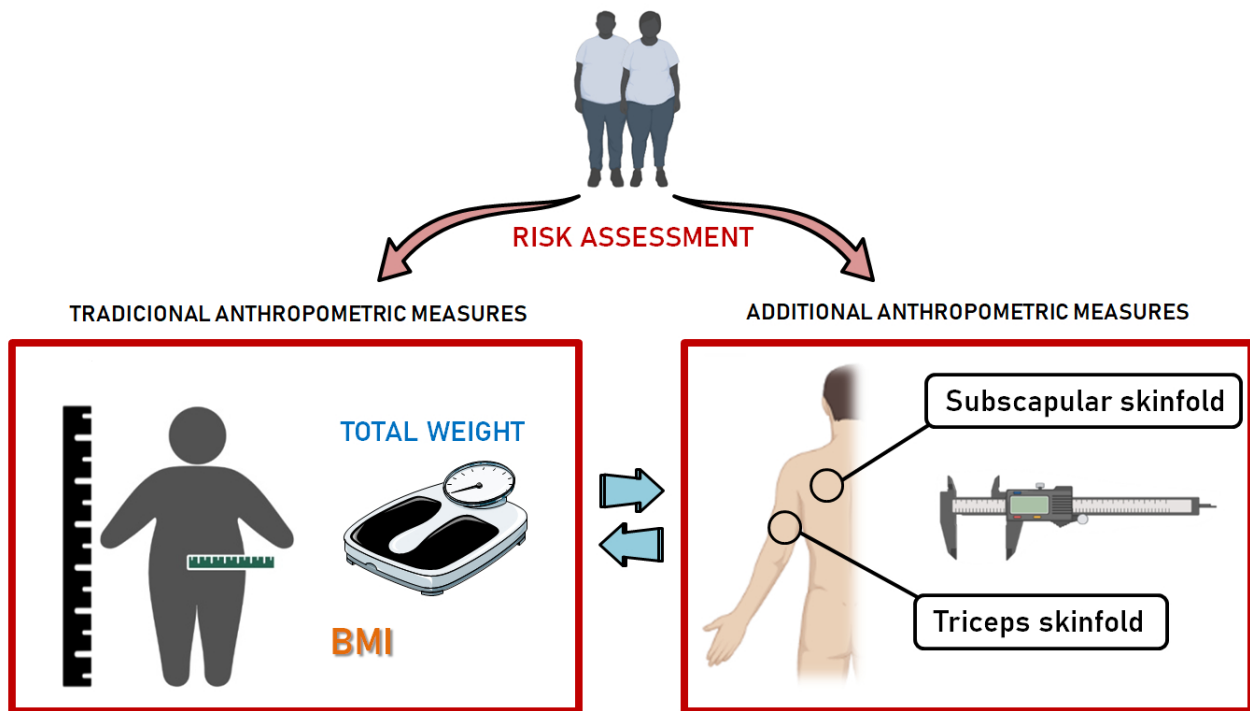 RISK ASSESSMENT
TRADICIONAL ANTHROPOMETRIC MEASURES
ADDITIONAL ANTHROPOMETRIC MEASURES
TOTAL WEIGHT
BMI
Subscapular skinfold
Triceps skinfold